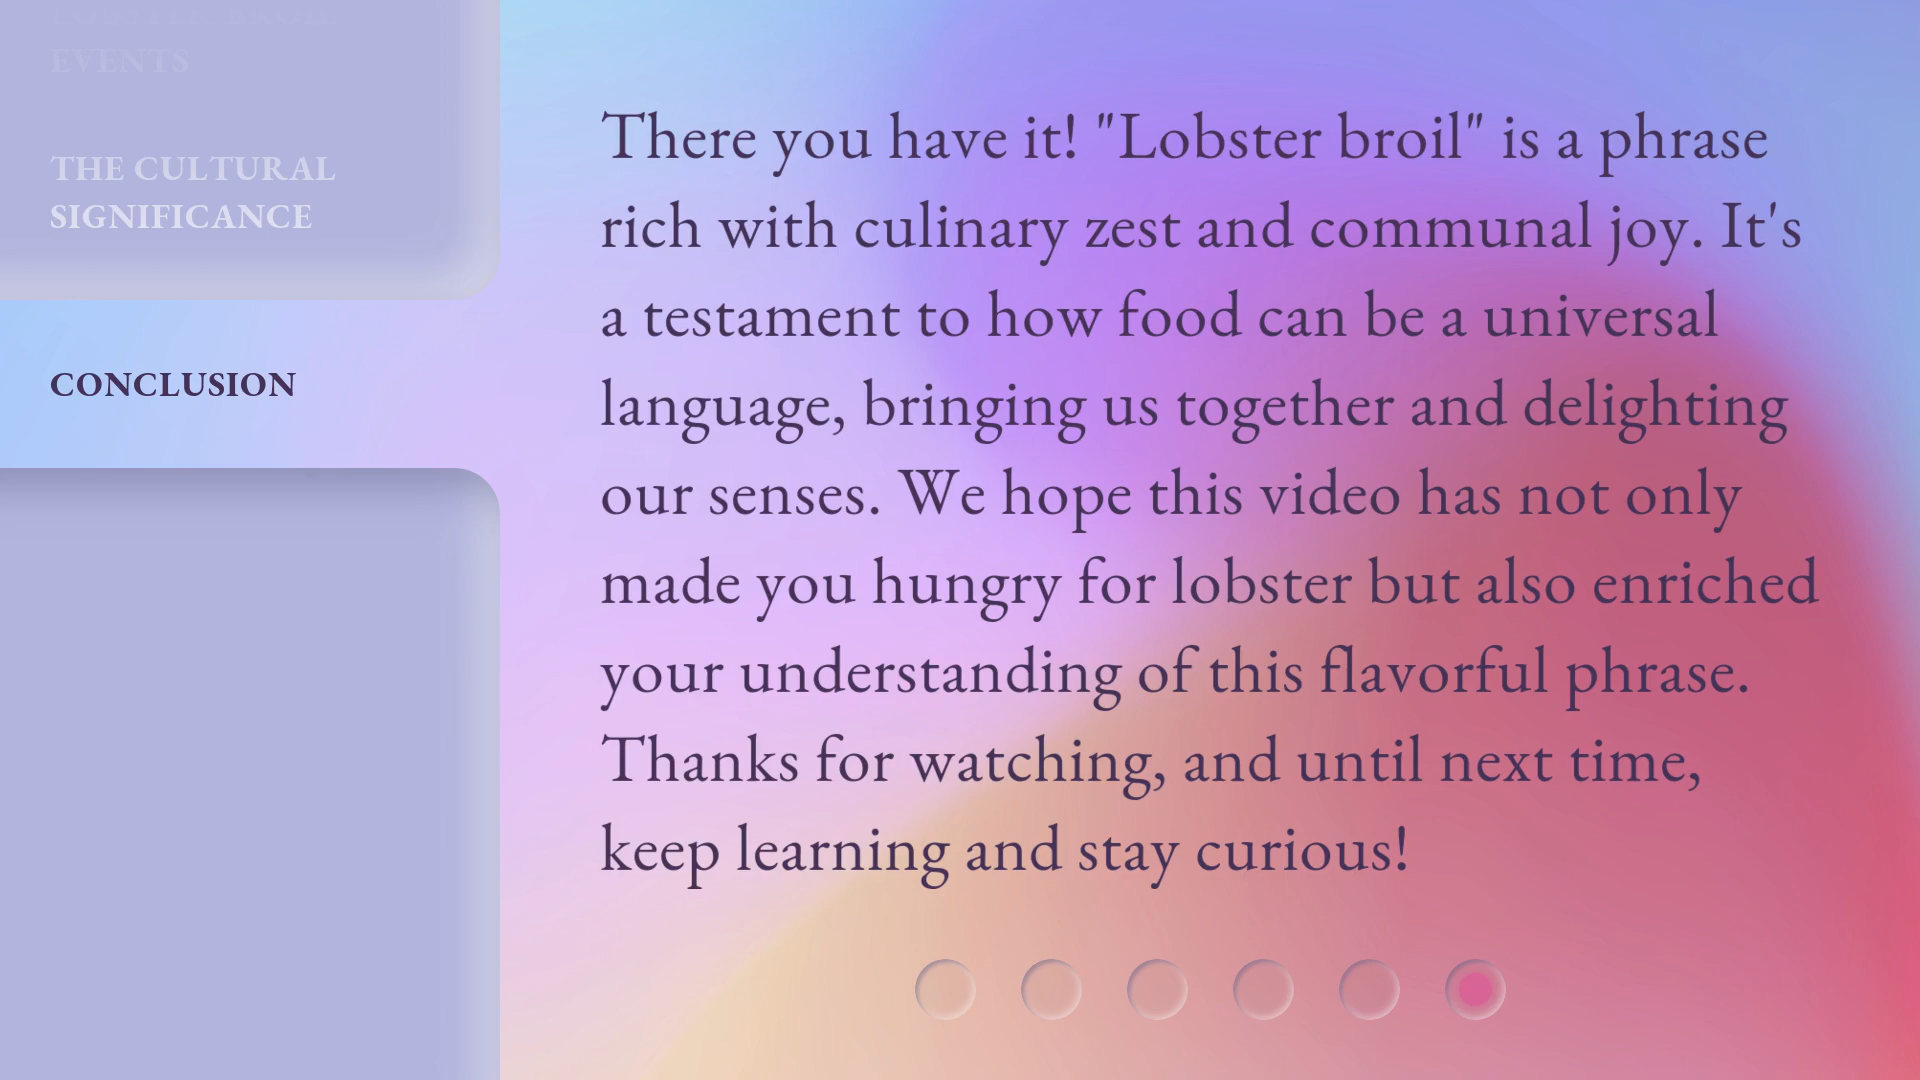 EVENTS
THE CULTURAL
SIGNIFICANCE
CONCLUSION
There you have it! "Lobster broil" is a phrase
rich with culinary zest and communal joy. It's
a testament to how food can be a universal
language, bringing us together and delighting
our senses. We hope this video has not only
made you hungry for lobster but also enriched
your understanding of this flavorful phrase.
Thanks for watching, and until next time,
keep learning and stay curious!